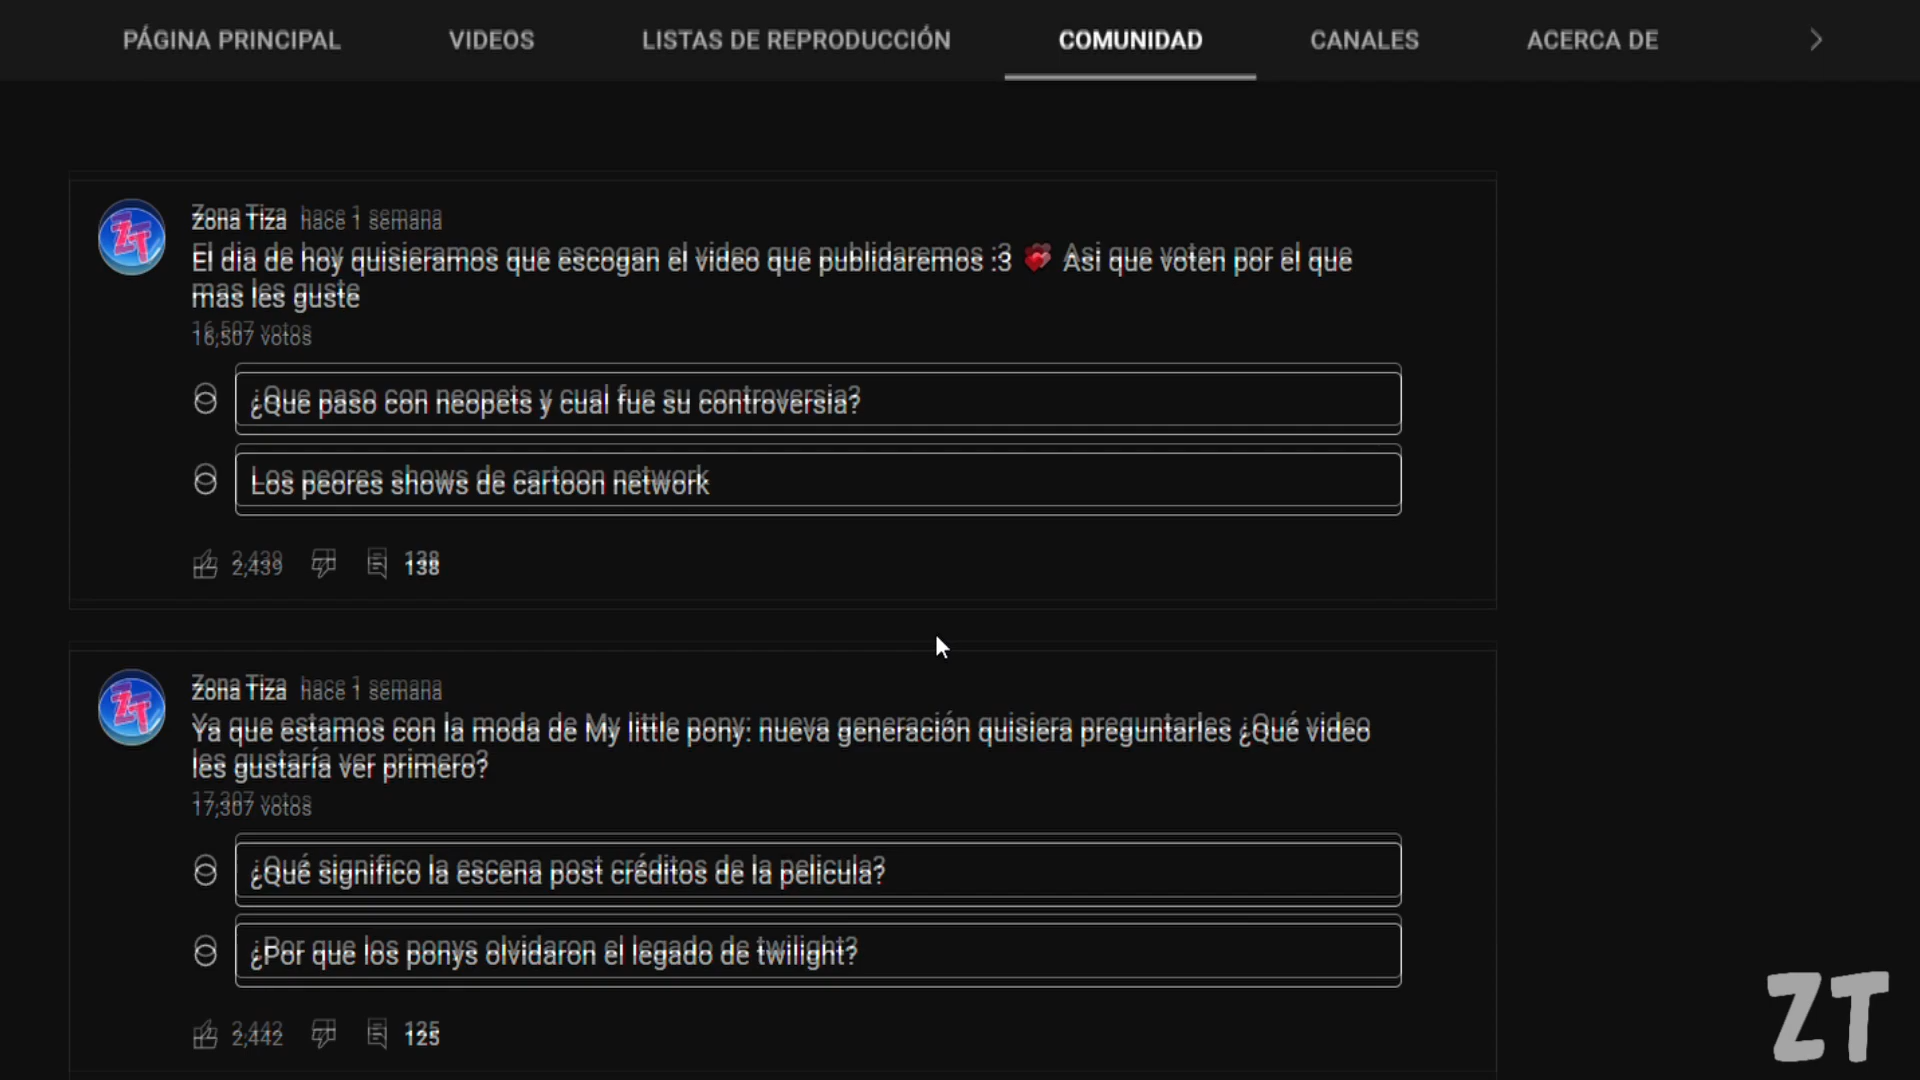 PÁGINA PRINCIPAL VIDEOS LISTAS DE REPRODUCCIÓN COMUNIDAD CANALES ACERCA DE
Zona Tiza hace 1 semana
El dia de hoy quisieramos que escogan el video que publidaremos :3 💕 Asi que voten por el que
mas les guste
16,507 votos
¿Que paso con neopets y cual fue su controversia?
Los peores shows de cartoon network
2,439 138
Zona Tiza hace 1 semana
Ya que estamos con la moda de My little pony: nueva generación quisiera preguntarles ¿Qué video
les gustaría ver primero?
17,307 votos
¿Qué significo la escena post créditos de la pelicula?
¿Por que los ponys olvidaron el legado de twilight?
2,442 125
ZT